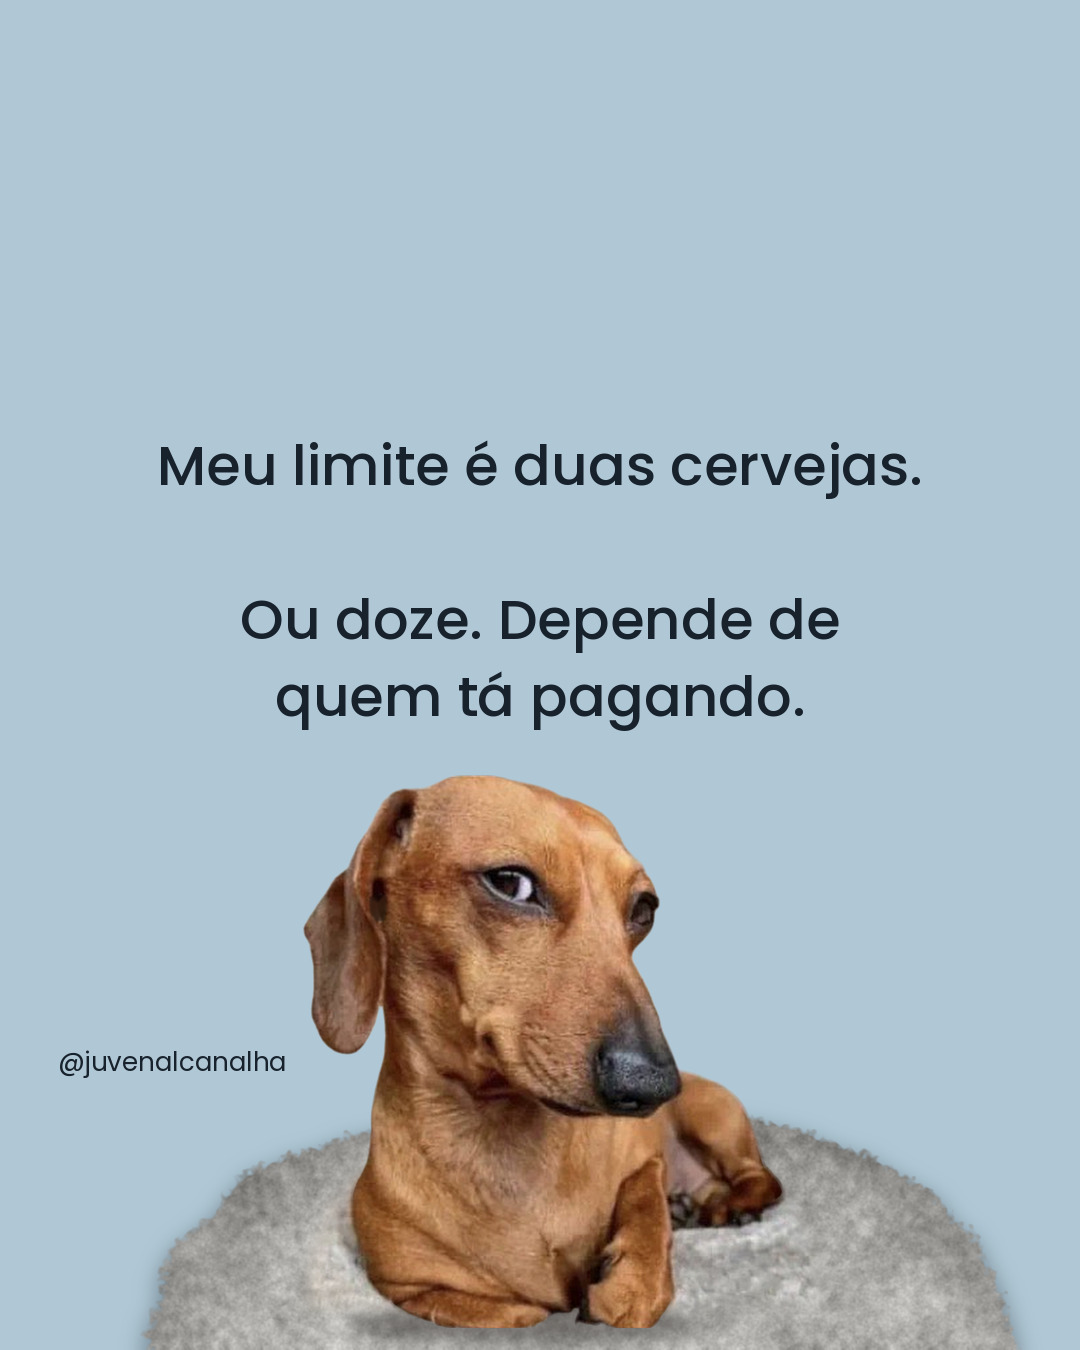 Meu limite é duas cervejas.
Ou doze. Depende de
quem tá pagando.
@juvenalcanalha